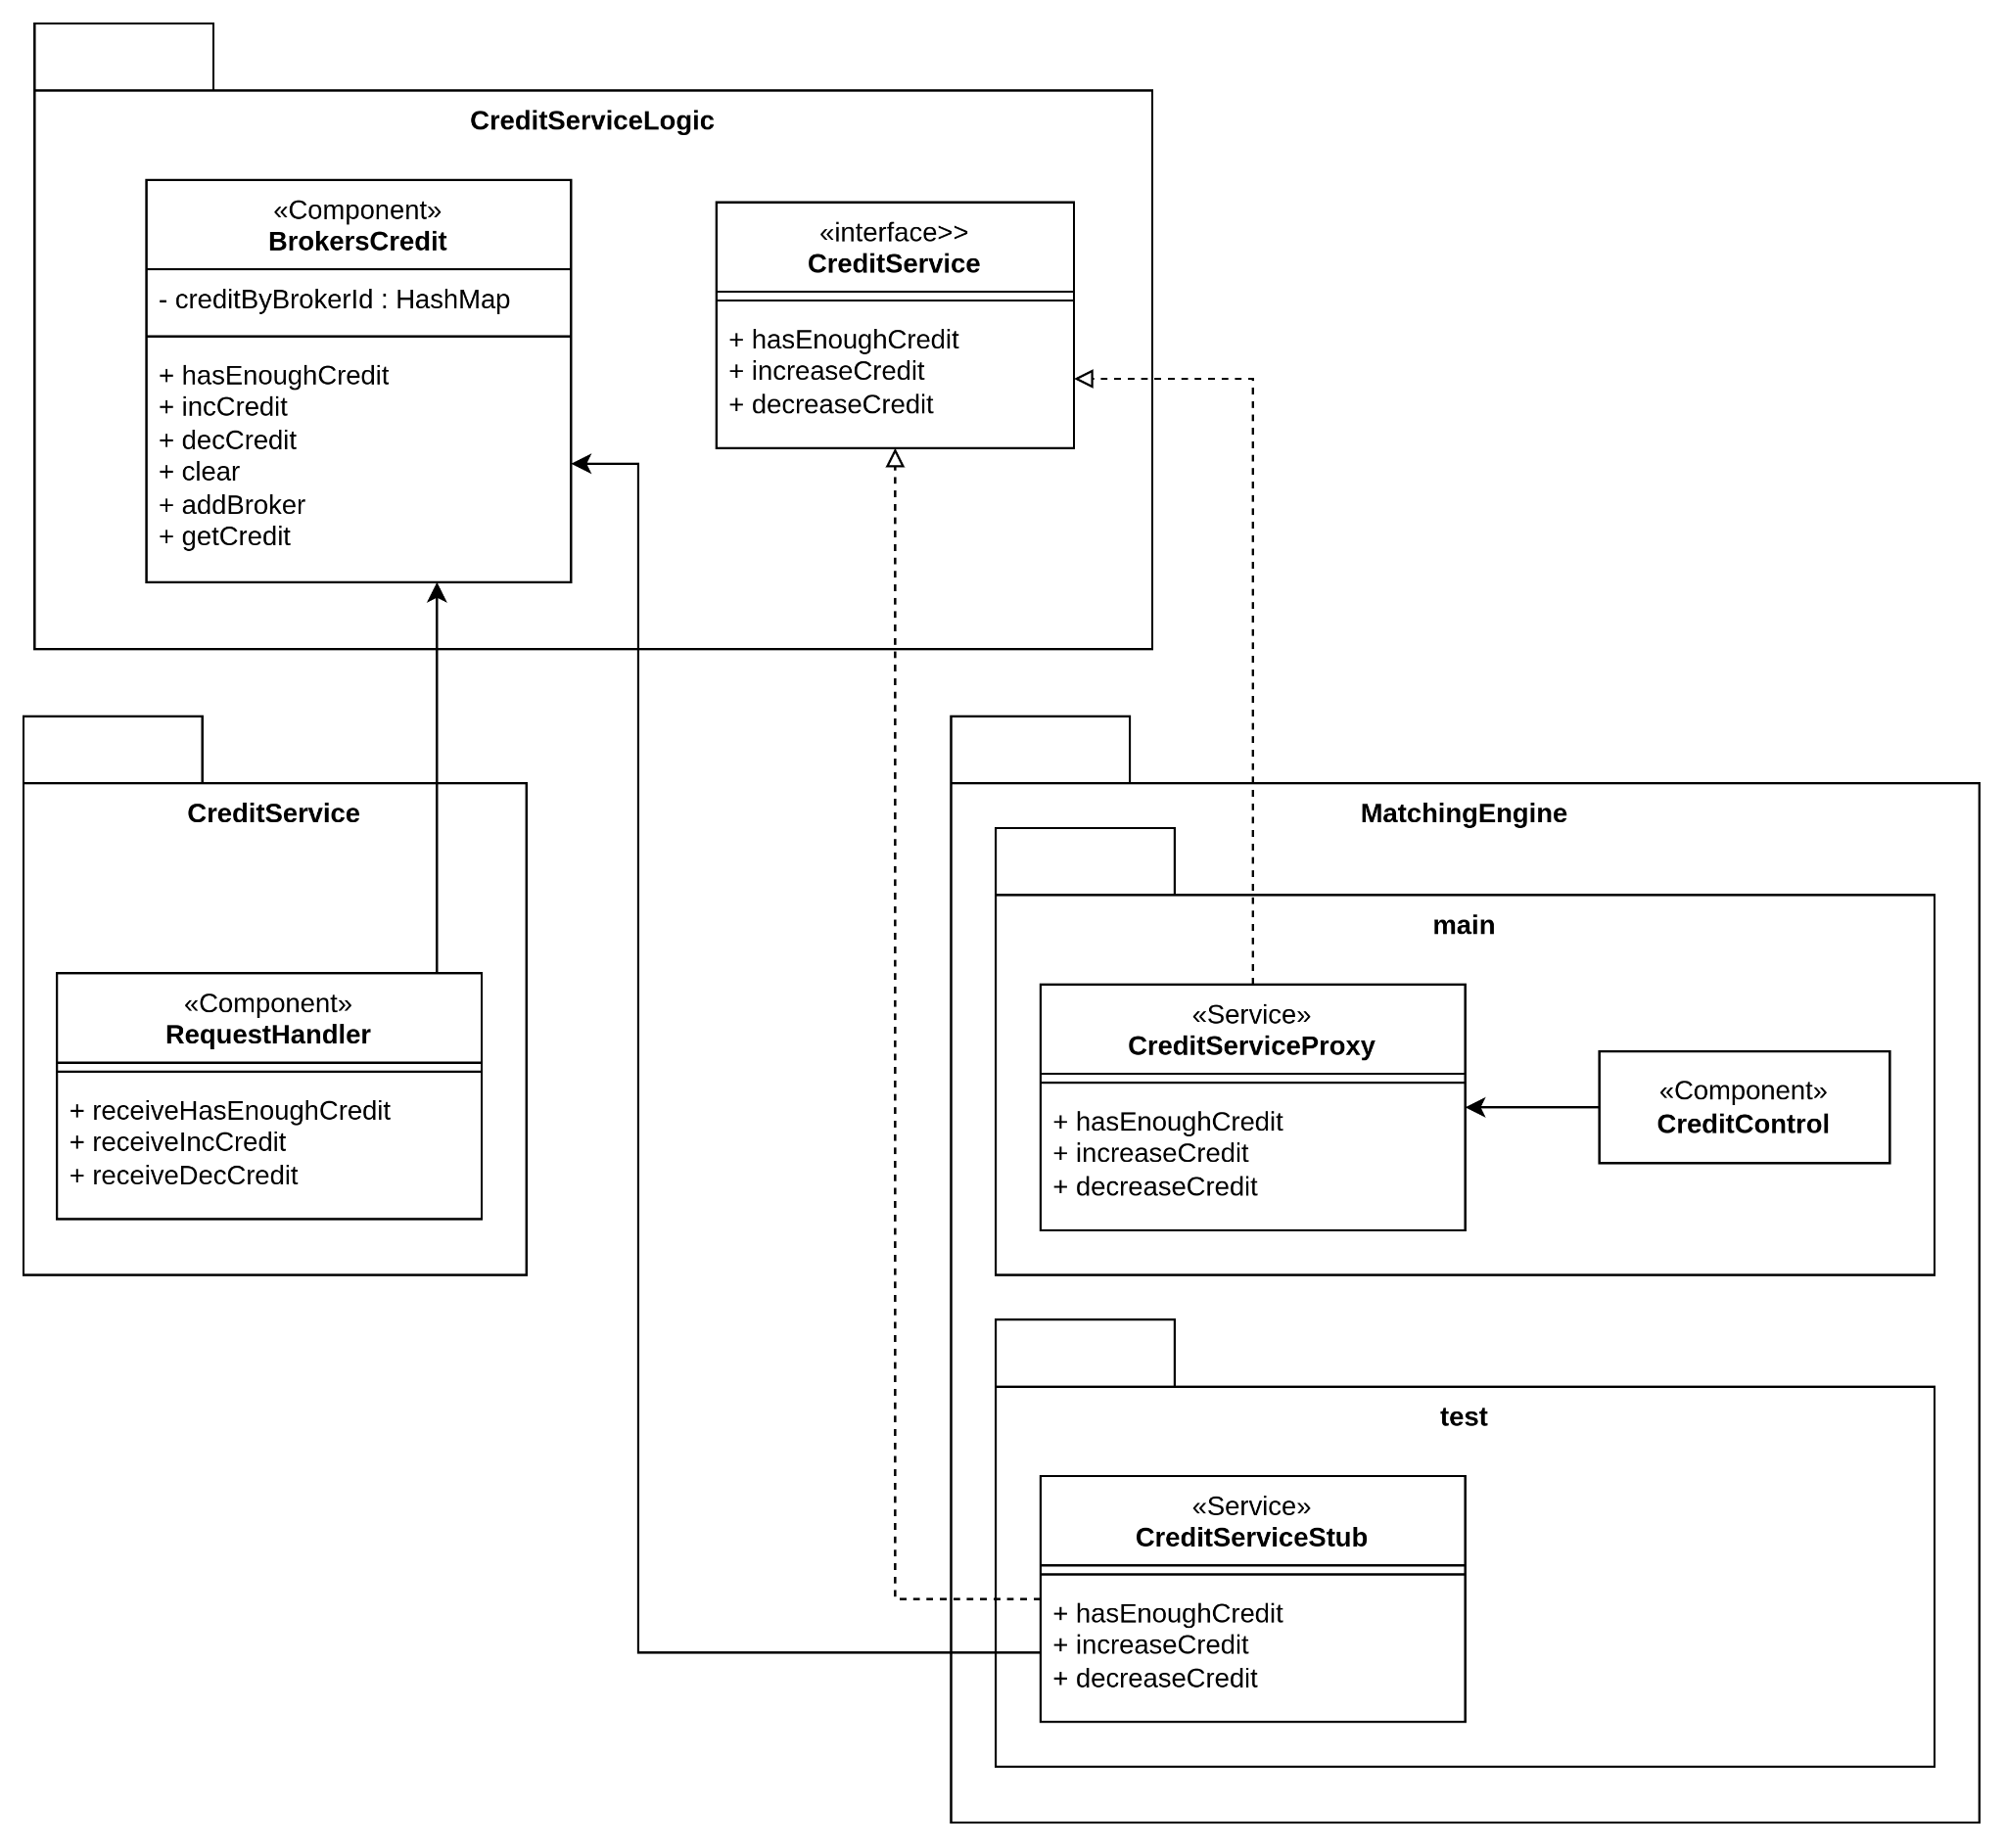 CreditServiceLogic
«Component»
BrokersCredit
- creditByBrokerId : HashMap
+ hasEnoughCredit
+ incCredit
+ decCredit
+ clear
+ addBroker
+ getCredit
«interface>>
CreditService
+ hasEnoughCredit
+ increaseCredit
+ decreaseCredit
CreditService
«Component»
RequestHandler
+ receiveHasEnoughCredit
+ receiveIncCredit
+ receiveDecCredit
MatchingEngine
main
«Service»
CreditServiceProxy
+ hasEnoughCredit
+ increaseCredit
+ decreaseCredit
«Component»
CreditControl
test
«Service»
CreditServiceStub
+ hasEnoughCredit
+ increaseCredit
+ decreaseCredit